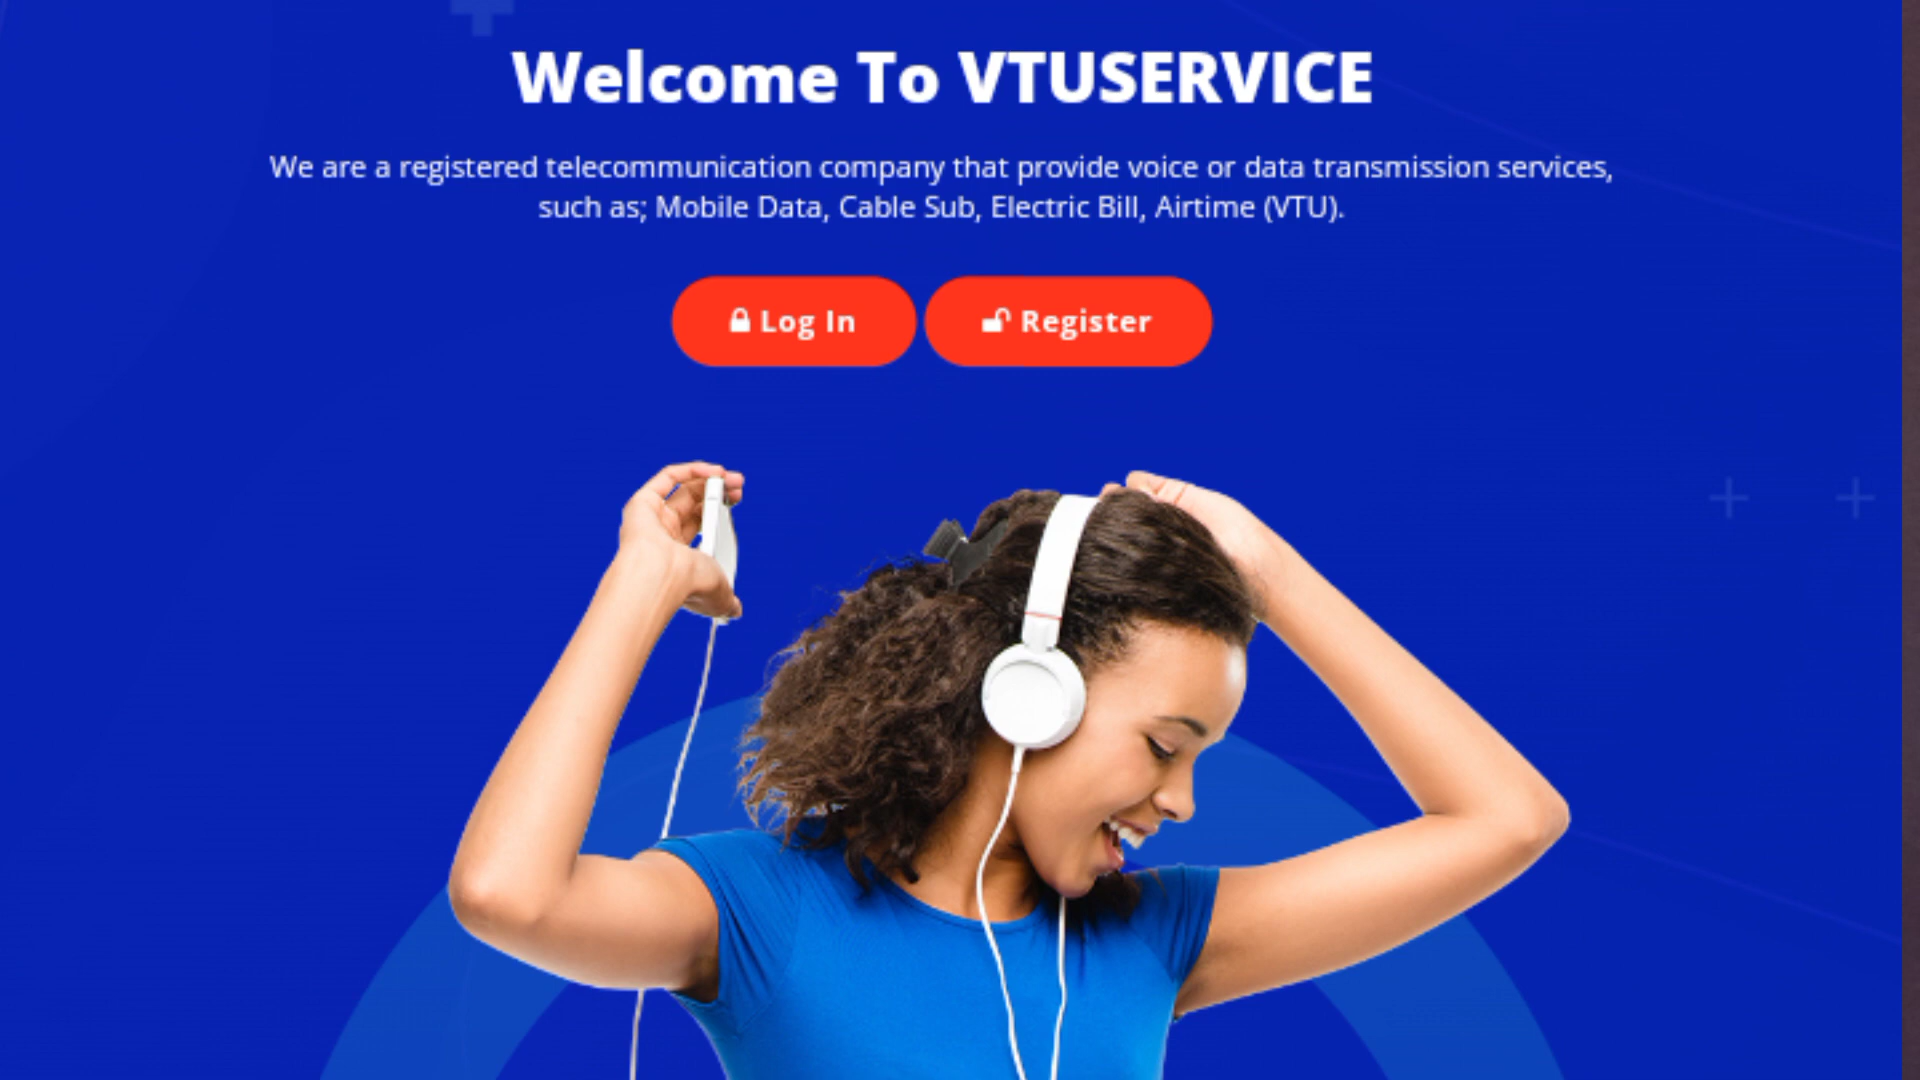 Welcome To VTUSERVICE
We are a registered telecommunication company that provide voice or data transmission services,
such as; Mobile Data, Cable Sub, Electric Bill, Airtime (VTU).
Log In
Register